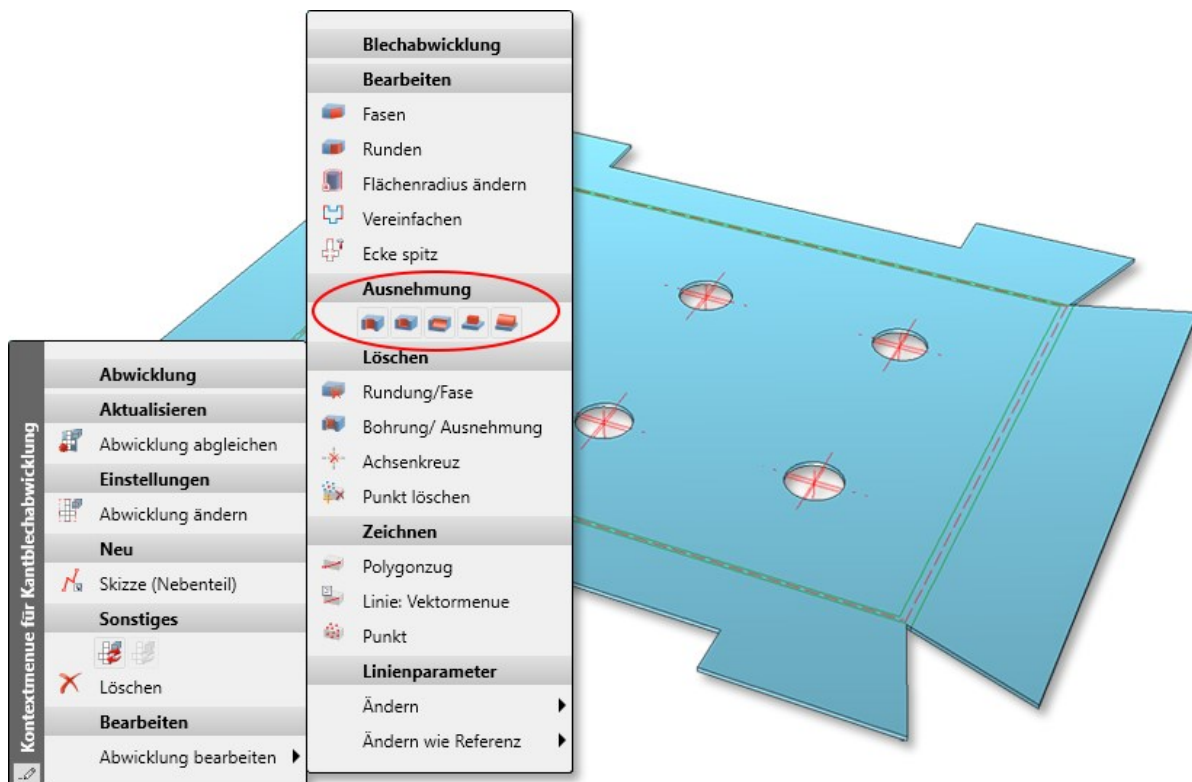 Blechabwicklung
Bearbeiten
Fasen
Runden
Flächenradius ändern
Vereinfachen
Ecke spitz
Ausnehmung
Löschen
Rundung/Fase
Bohrung/ Ausnehmung
Achsenkreuz
Punkt löschen
Zeichnen
Polygonzug
Linie: Vektormenue
Punkt
Linienparameter
Ändern
Ändern wie Referenz
Kontextmenue für Kantblechabwicklung
Abwicklung
Aktualisieren
Abwicklung abgleichen
Einstellungen
Abwicklung ändern
Neu
Skizze (Nebenteil)
Sonstiges
Löschen
Bearbeiten
Abwicklung bearbeiten